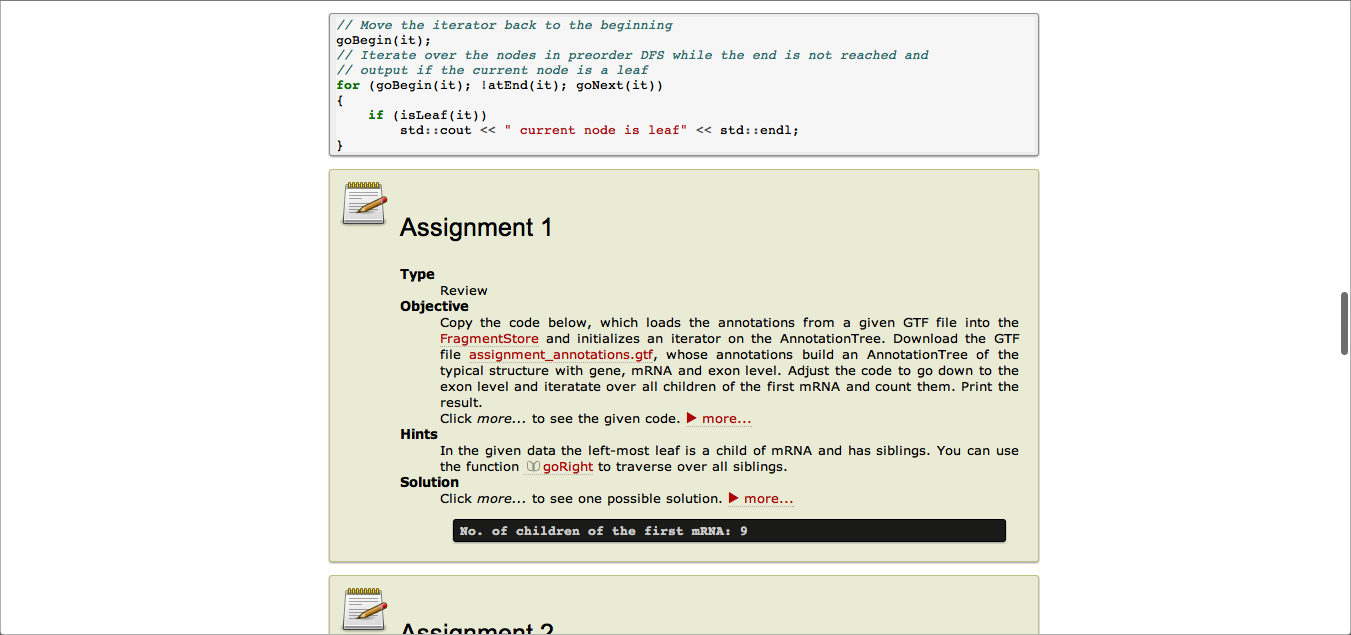 // Move the iterator back to the beginning
goBegin(it);
// Iterate over the nodes in preorder DFS while the end is not reached and
// output if the current node is a leaf
for (goBegin(it); !atEnd(it); goNext(it))
{
    if (isLeaf(it))
        std::cout << " current node is leaf" << std::endl;
}
Assignment 1
Type
Review
Objective
Copy the code below, which loads the annotations from a given GTF file into the
FragmentStore and initializes an iterator on the AnnotationTree. Download the GTF
file assignment_annotations.gtf, whose annotations build an AnnotationTree of the
typical structure with gene, mRNA and exon level. Adjust the code to go down to the
exon level and iteratate over all children of the first mRNA and count them. Print the
result.
Click more... to see the given code. ▶ more...
Hints
In the given data the left-most leaf is a child of mRNA and has siblings. You can use
the function goRight to traverse over all siblings.
Solution
Click more... to see one possible solution. ▶ more...
No. of children of the first mRNA: 9
Assignment 2